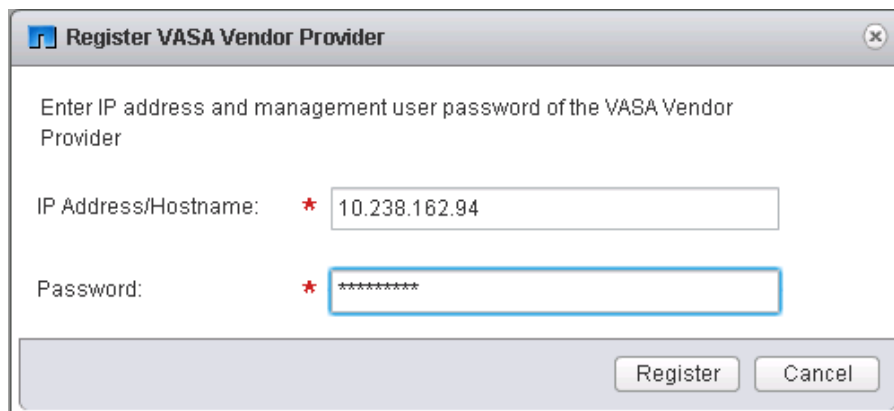 Register VASA Vendor Provider
Enter IP address and management user password of the VASA Vendor
Provider
IP Address/Hostname: * 10.238.162.94
Password: * *********
Register Cancel